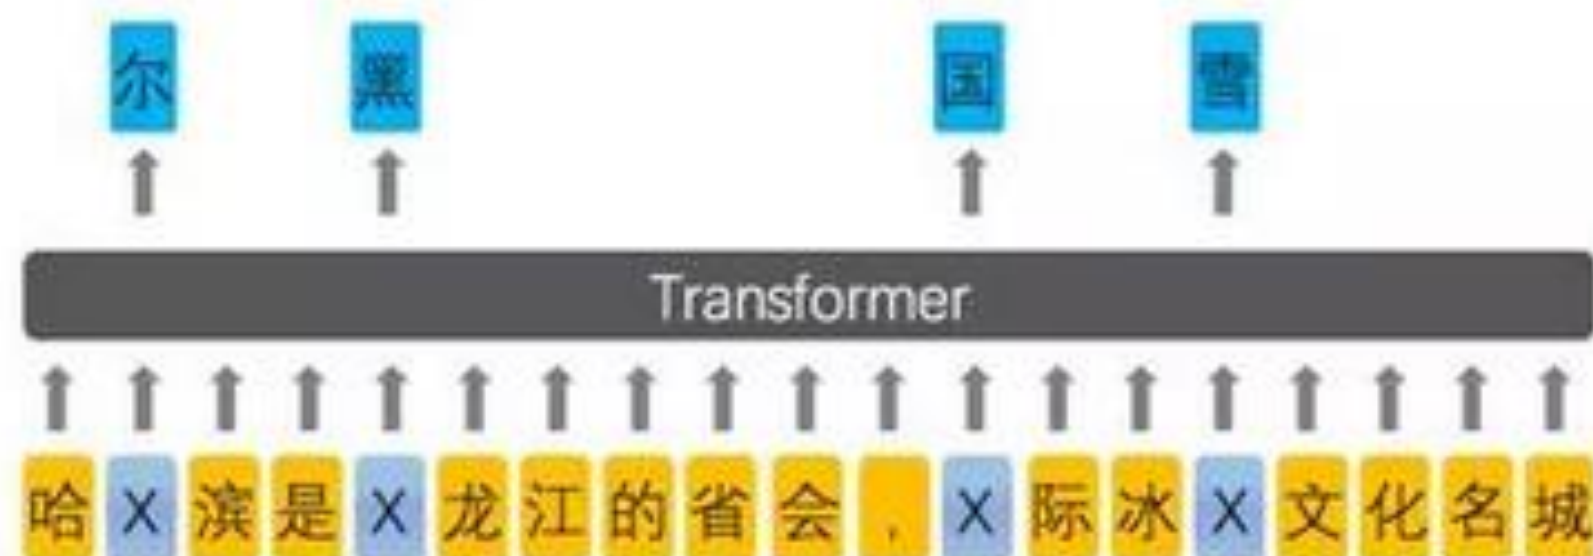 尔 黑 国 雪
Transformer
哈 X 滨 是 X 龙 江 的 省 会 , X 际 冰 X 文 化 名 城